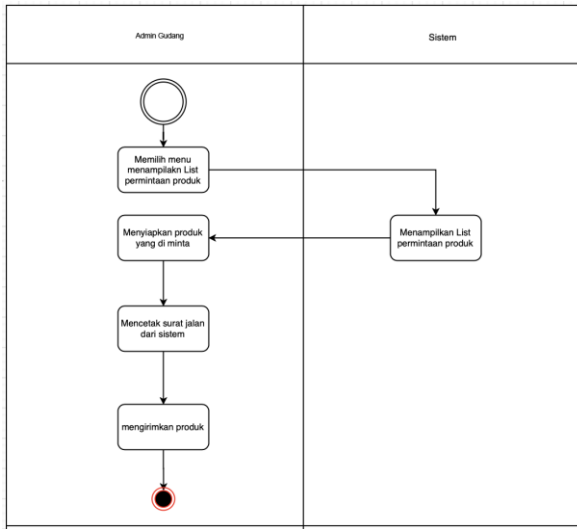 Admin Gudang
Sistem
Memilih menu
menampilakn List
permintaan produk
Menampilkan List
permintaan produk
Menyiapkan produk
yang di minta
Mencetak surat jalan
dari sistem
mengirimkan produk